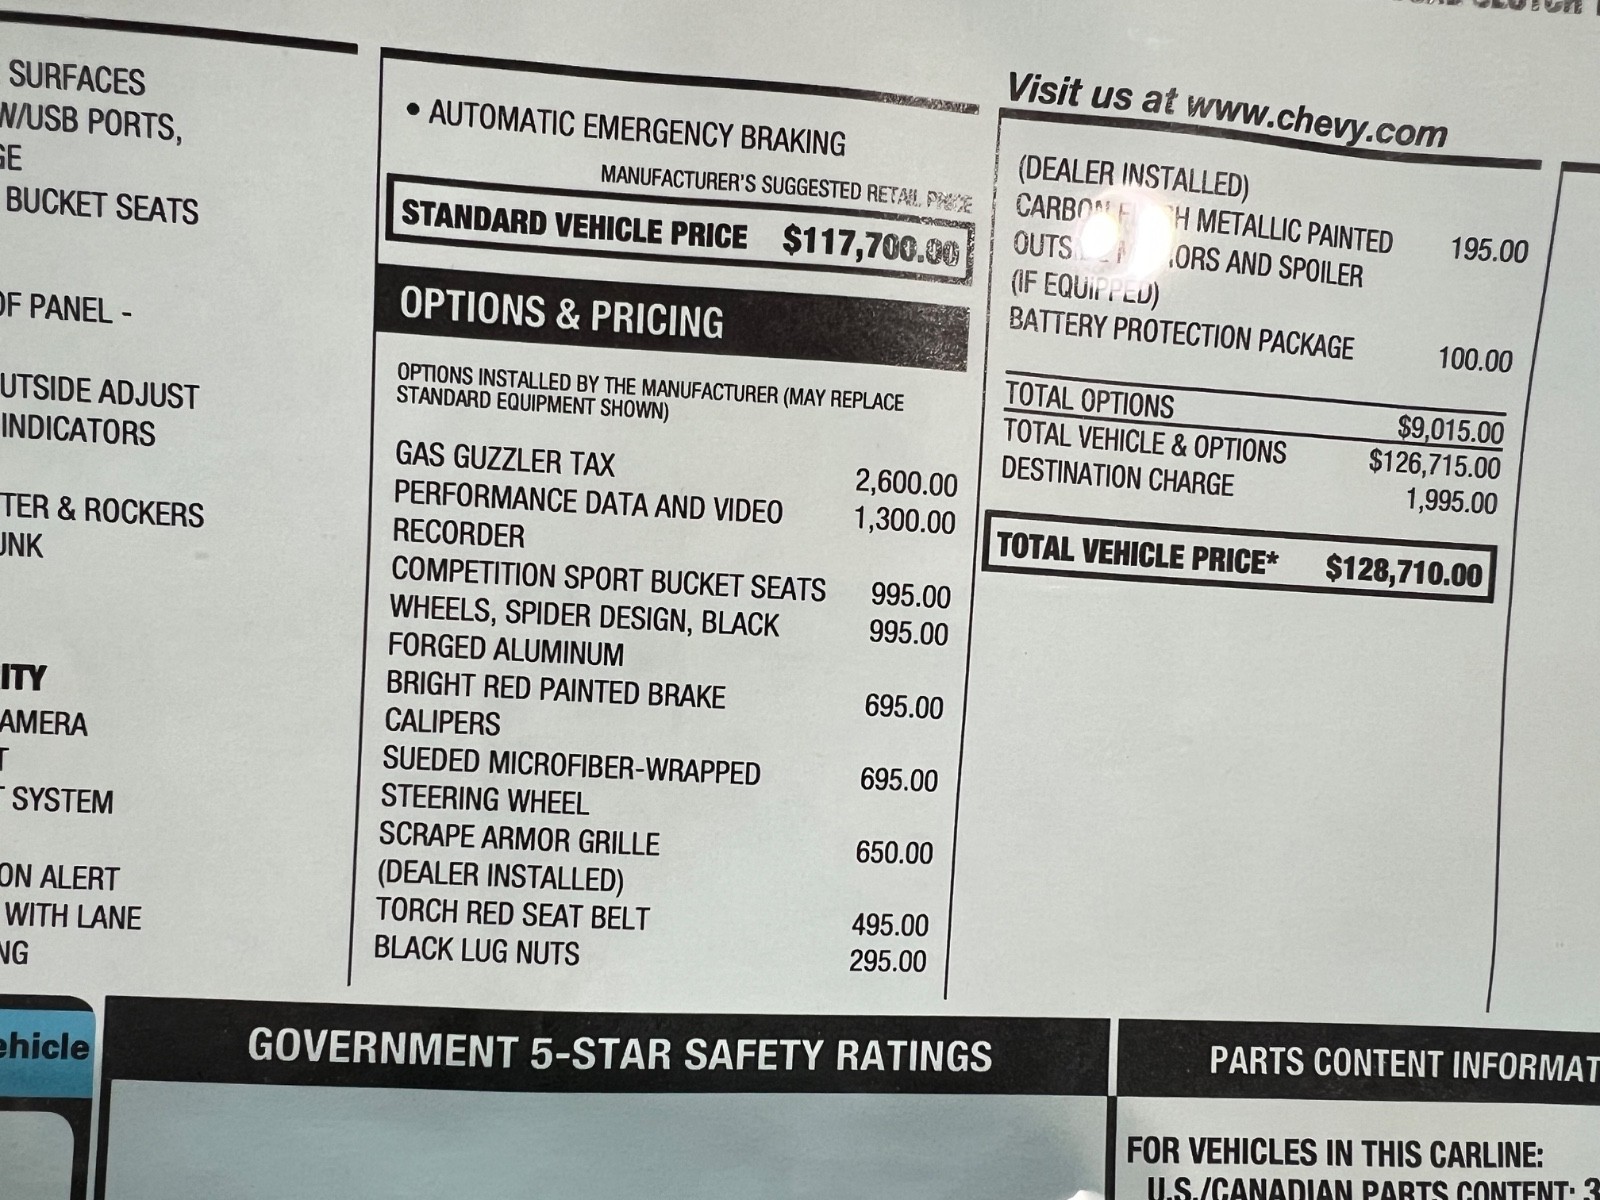 SURFACES
W/USB PORTS,
GE
BUCKET SEATS
OF PANEL -
UTSIDE ADJUST
INDICATORS
TER & ROCKERS
UNK
ITY
AMERA
T
SYSTEM
ON ALERT
WITH LANE
NG
• AUTOMATIC EMERGENCY BRAKING
MANUFACTURER'S SUGGESTED RETAIL PRICE
STANDARD VEHICLE PRICE $117,700.00
OPTIONS & PRICING
OPTIONS INSTALLED BY THE MANUFACTURER (MAY REPLACE
STANDARD EQUIPMENT SHOWN)
GAS GUZZLER TAX 2,600.00
PERFORMANCE DATA AND VIDEO 1,300.00
RECORDER
COMPETITION SPORT BUCKET SEATS 995.00
WHEELS, SPIDER DESIGN, BLACK 995.00
FORGED ALUMINUM
BRIGHT RED PAINTED BRAKE 695.00
CALIPERS
SUEDED MICROFIBER-WRAPPED 695.00
STEERING WHEEL
SCRAPE ARMOR GRILLE 650.00
(DEALER INSTALLED)
TORCH RED SEAT BELT 495.00
BLACK LUG NUTS 295.00
Visit us at www.chevy.com
(DEALER INSTALLED)
CARBON METALLIC PAINTED 195.00
AND SPOILER
(IF EQUIPPED)
BATTERY PROTECTION PACKAGE 100.00
TOTAL OPTIONS $9,015.00
TOTAL VEHICLE & OPTIONS $126,715.00
DESTINATION CHARGE 1,995.00
TOTAL VEHICLE PRICE* $128,710.00
ehicle
GOVERNMENT 5-STAR SAFETY RATINGS
PARTS CONTENT INFORMAT
FOR VEHICLES IN THIS CARLINE:
U.S./CANADIAN PARTS CONTENT: 3